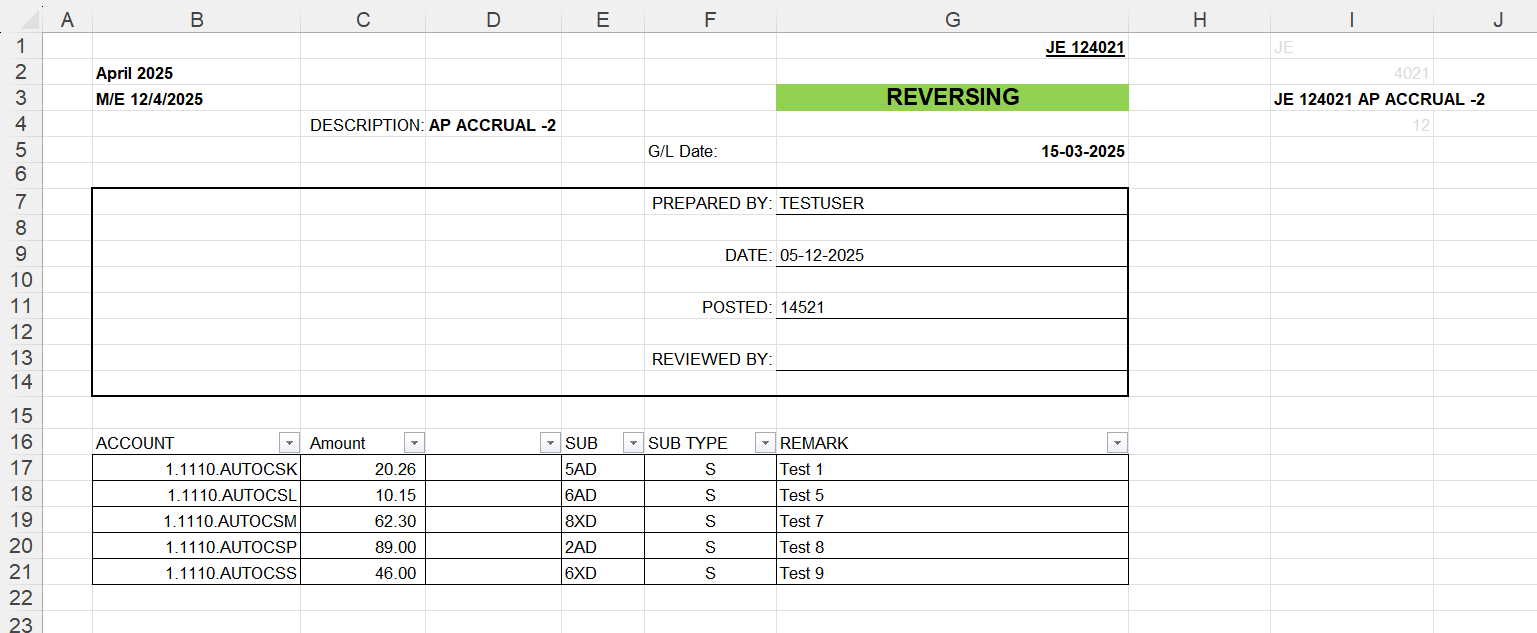 A B C D E F G H I J
1 JE 124021 JE
2 April 2025 4021
3 M/E 12/4/2025 REVERSING JE 124021 AP ACCRUAL -2
4 DESCRIPTION: AP ACCRUAL -2 12
5 G/L Date: 15-03-2025
6
7 PREPARED BY: TESTUSER
8
9 DATE: 05-12-2025
10
11 POSTED: 14521
12
13 REVIEWED BY:
14
15
16 ACCOUNT Amount SUB SUB TYPE REMARK
17 1.1110.AUTOCSK 20.26 5AD S Test 1
18 1.1110.AUTOCSL 10.15 6AD S Test 5
19 1.1110.AUTOCSM 62.30 8XD S Test 7
20 1.1110.AUTOCSP 89.00 2AD S Test 8
21 1.1110.AUTOCSS 46.00 6XD S Test 9
22
23